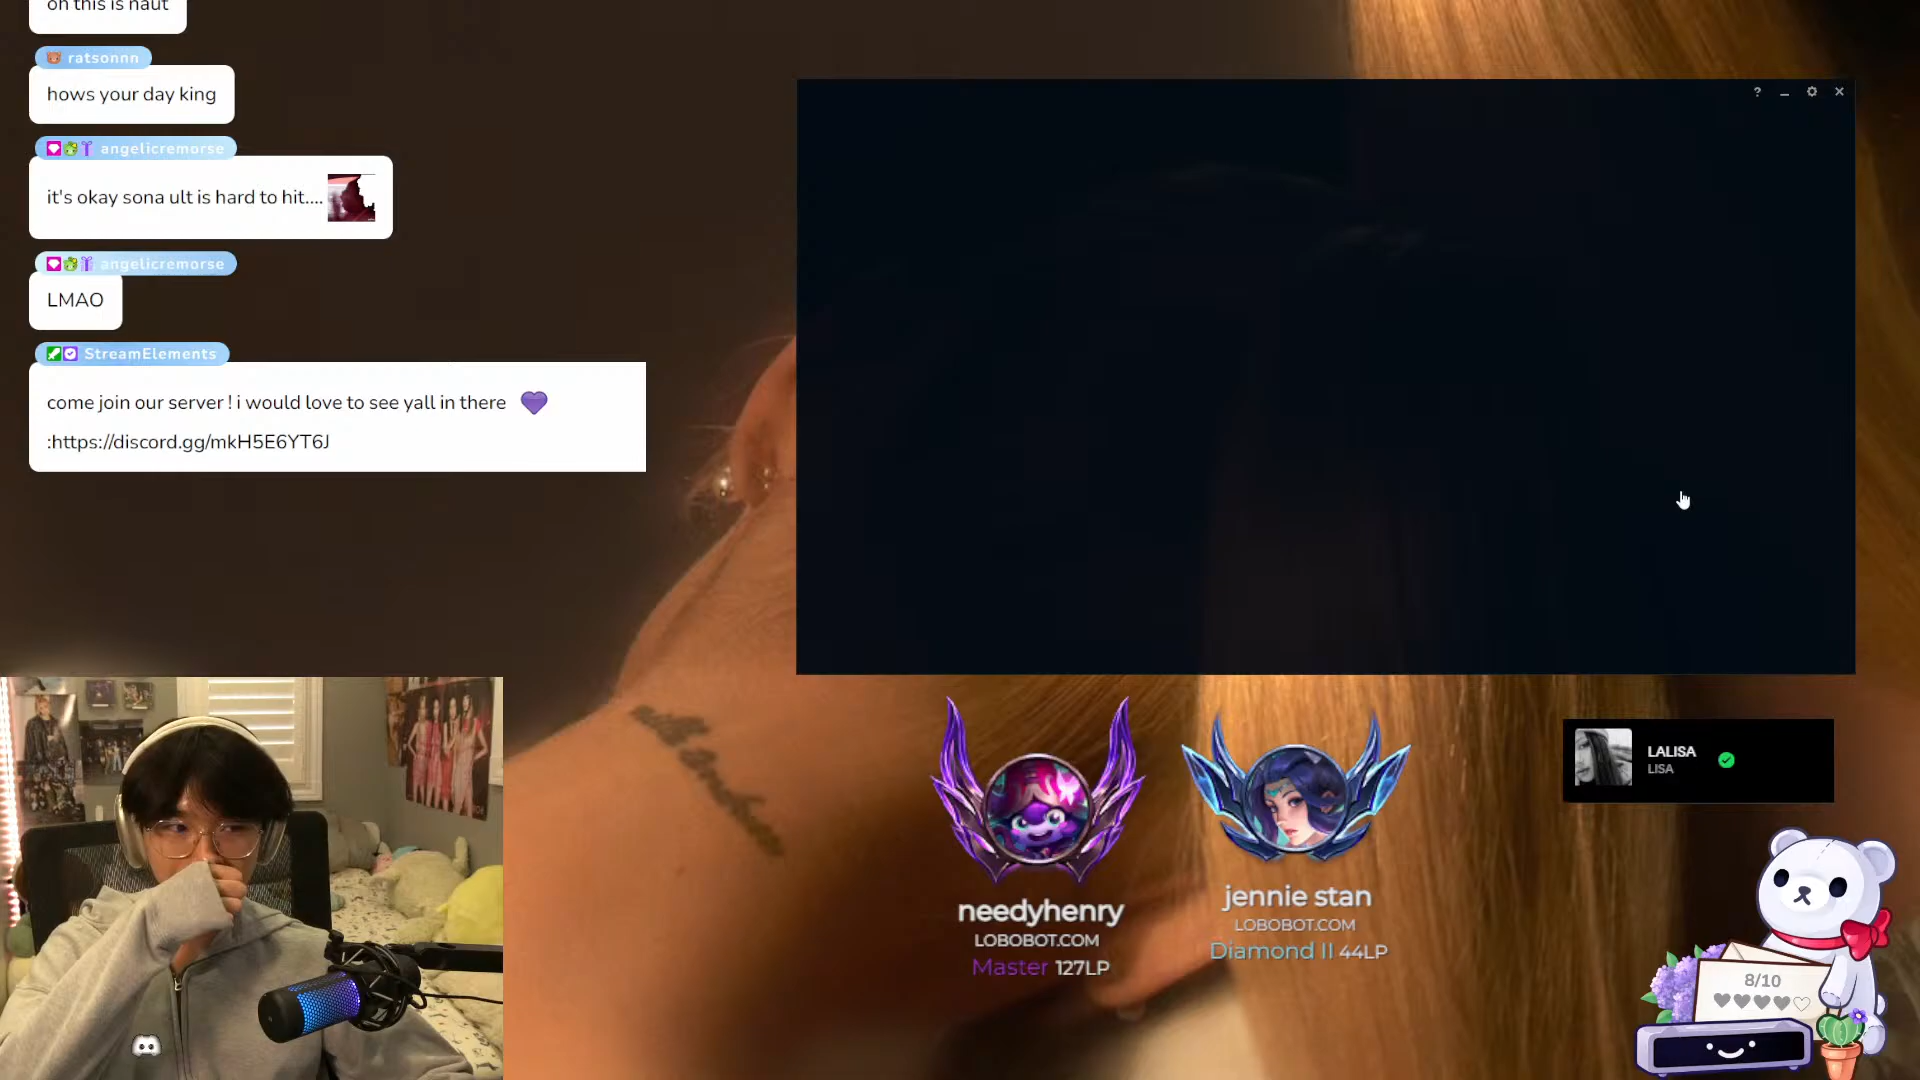 oh this is naut
ratsonnn
hows your day king
angelicremorse
it's okay sona ult is hard to hit....
angelicremorse
LMAO
StreamElements
come join our server ! i would love to see yall in there
:https://discord.gg/mkH5E6YT6J
?
needyhenry
LOBOBOT.COM
Master 127LP
jennie stan
LOBOBOT.COM
Diamond II 44LP
LALISA
LISA
8/10